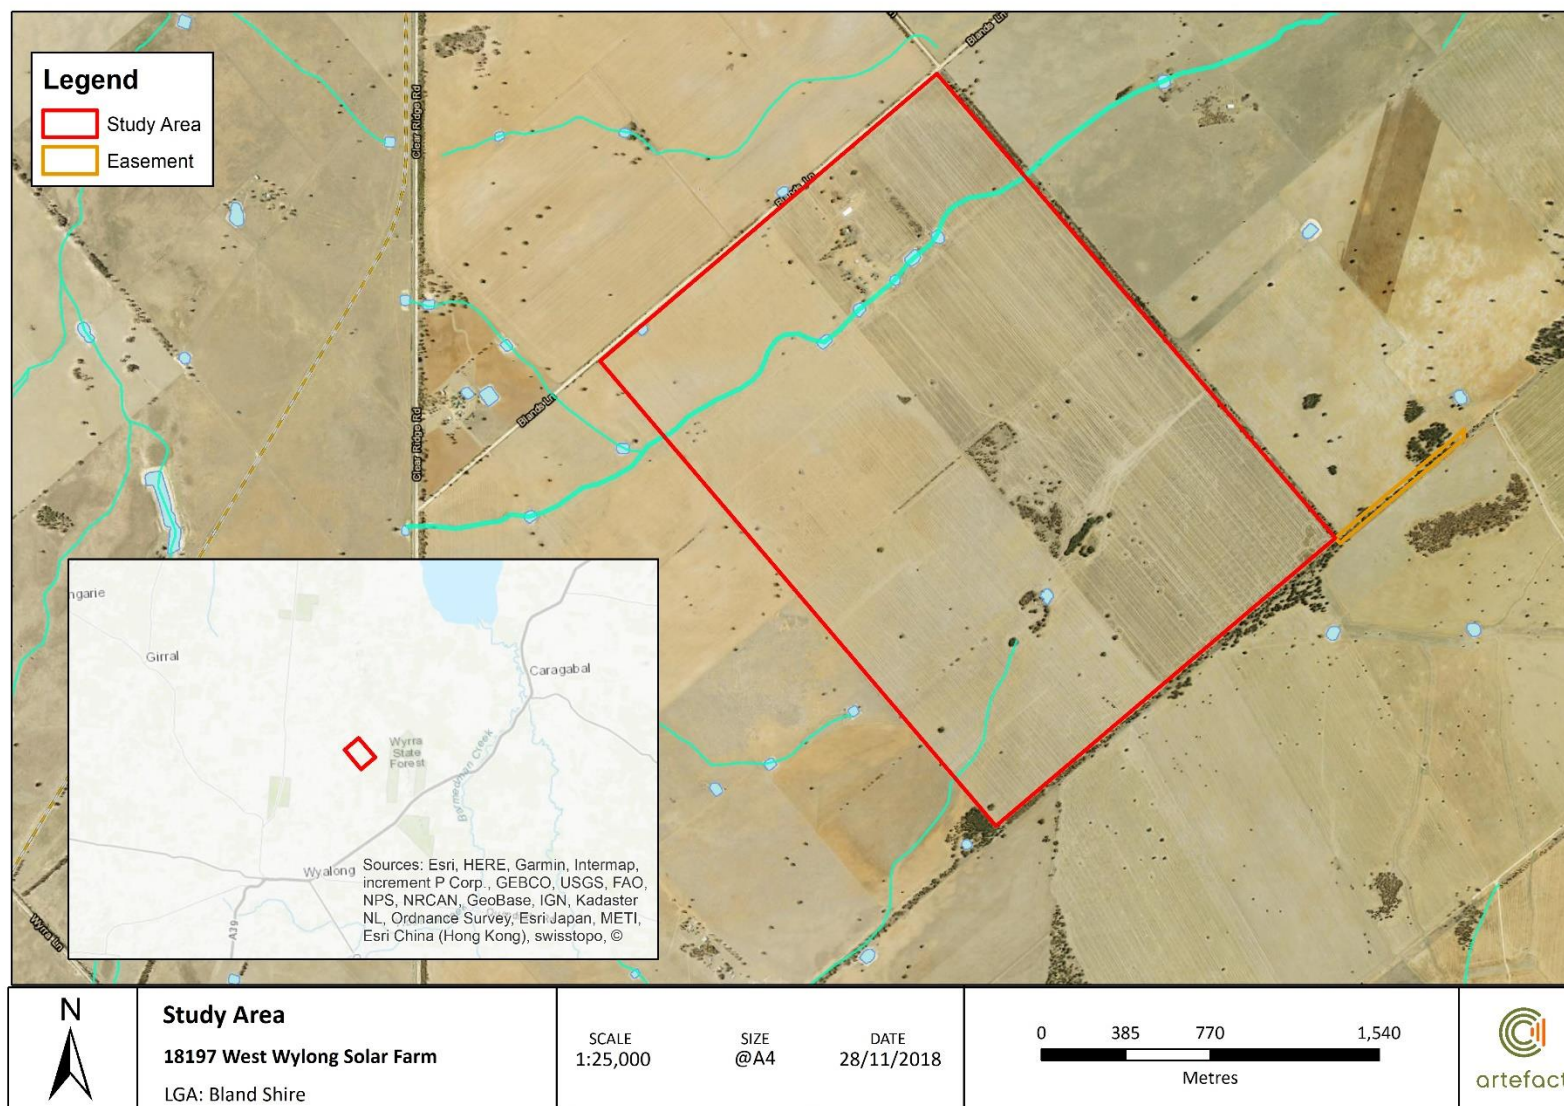 Legend
Study Area
Easement
Blands' Ln
Clear Ridge Rd
Blands' Ln
Clear Ridge Rd
Blands Ln
Wyrra Ln
ngarie
Girral
Caragabal
Wyrra
State
Forest
Barmedman Creek
Wyalong
A39
Sources: Esri, HERE, Garmin, Intermap,
increment P Corp., GEBCO, USGS, FAO,
NPS, NRCAN, GeoBase, IGN, Kadaster
NL, Ordnance Survey, Esri Japan, METI,
Esri China (Hong Kong), swisstopo, ©
N
Study Area
18197 West Wylong Solar Farm
LGA: Bland Shire
SCALE
1:25,000
SIZE
@A4
DATE
28/11/2018
0 385 770 1,540
Metres
artefact